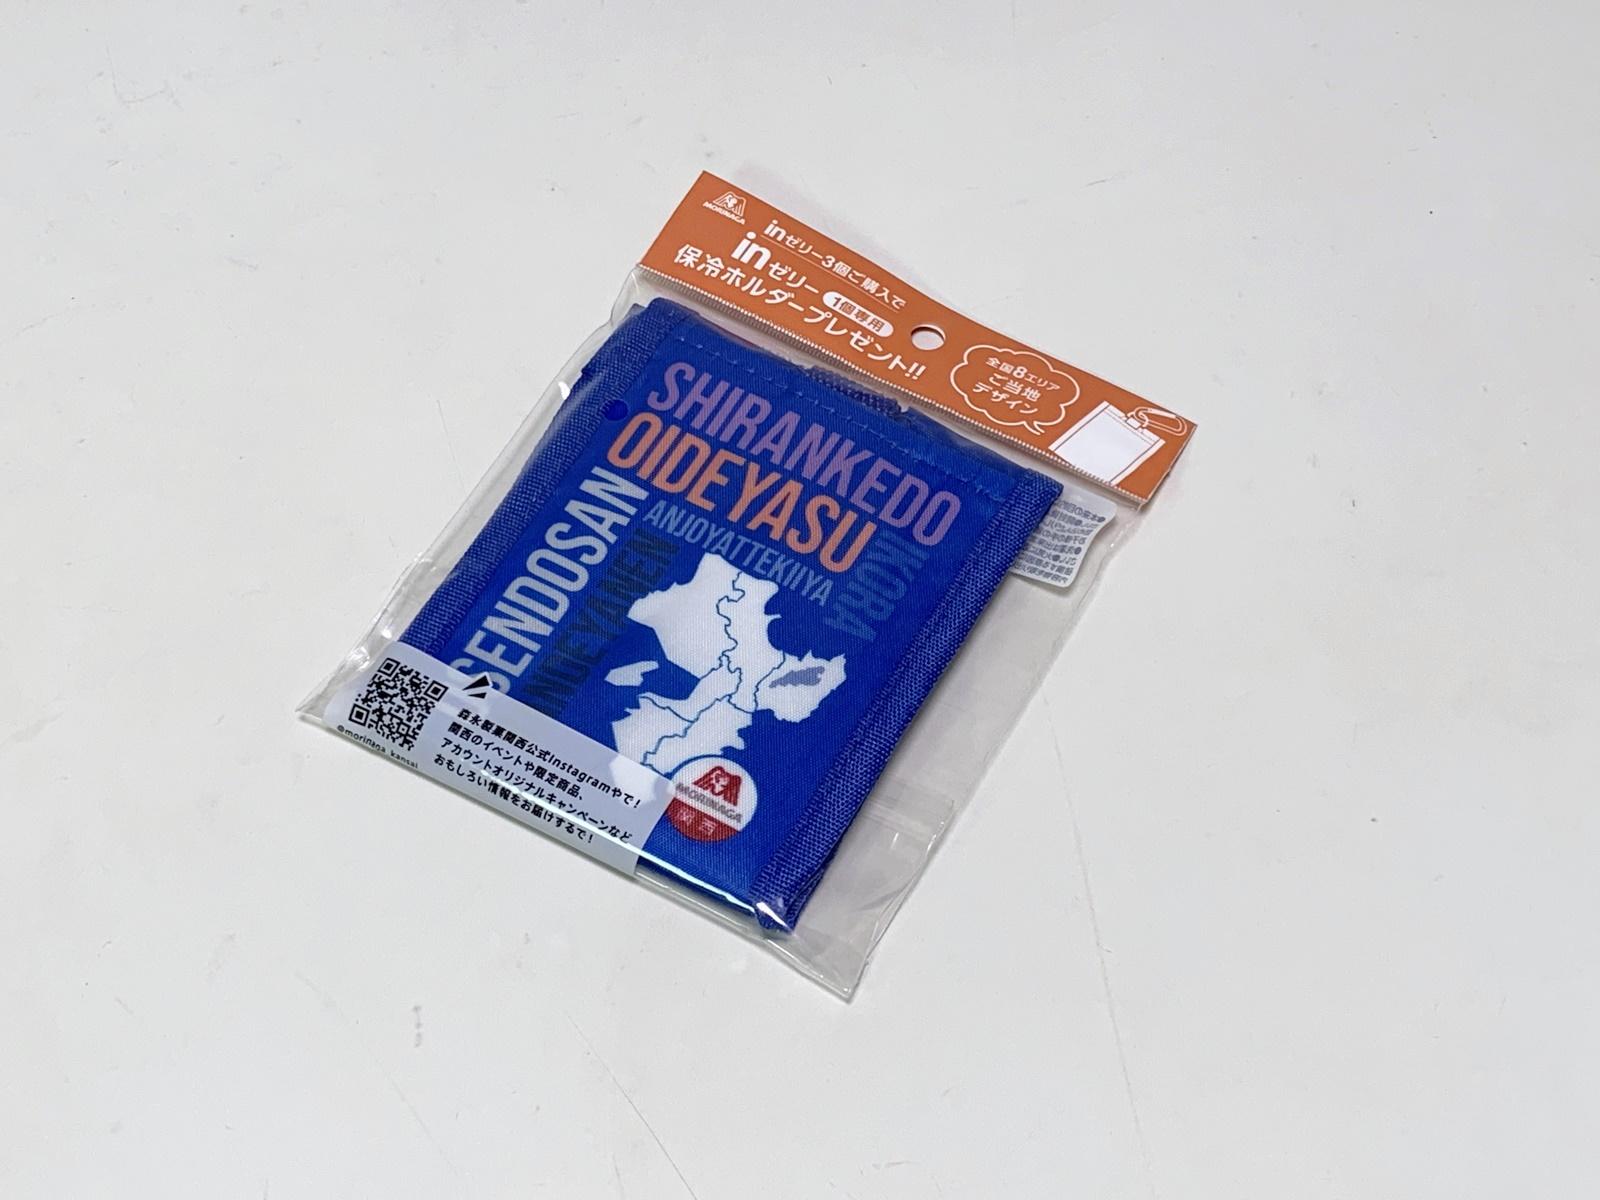 MORINAGA
inゼリー3個ご購入で
inゼリー 1個専用
保冷ホルダープレゼント!!
全国8エリア
ご当地
デザイン
SHIRANKEDO
OIDEYASU
ANJOYATTEKIIYA
IKORA
SENDOSAN
NDEYANEN
MORINAGA
関西
@morinaga_kansai
森永製菓関西公式Instagramやで!
関西のイベントや限定商品、
アカウントオリジナルキャンペーンなど
おもしろい情報をお届けするで!